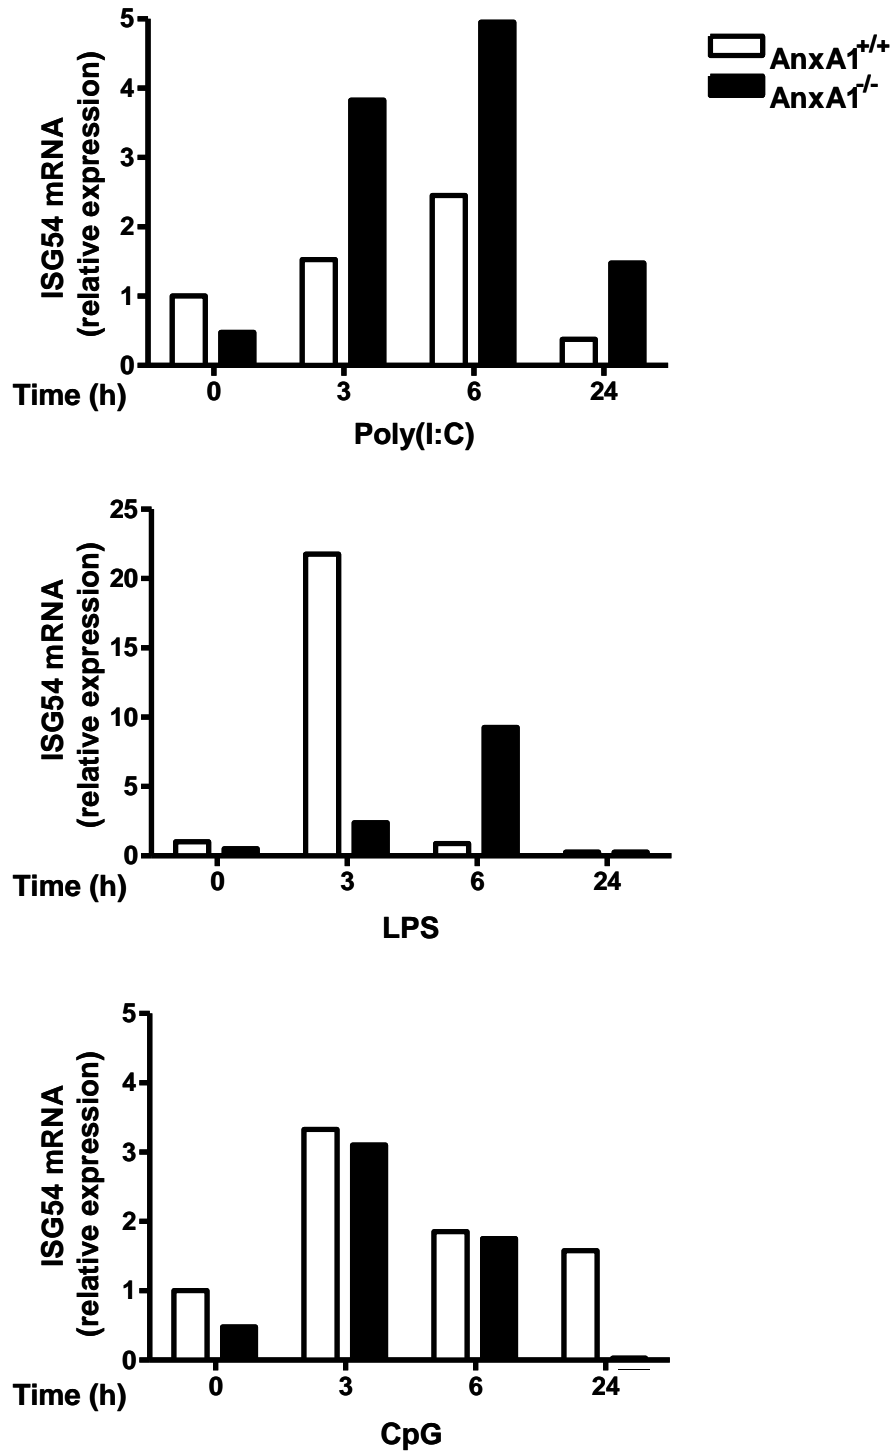 AnxA1+/+
AnxA1-/-
ISG54 mRNA
(relative expression)
5
4
3
2
1
0
Time (h) 0 3 6 24
Poly(I:C)
ISG54 mRNA
(relative expression)
25
20
15
10
5
0
Time (h) 0 3 6 24
LPS
ISG54 mRNA
(relative expression)
5
4
3
2
1
0
Time (h) 0 3 6 24
CpG